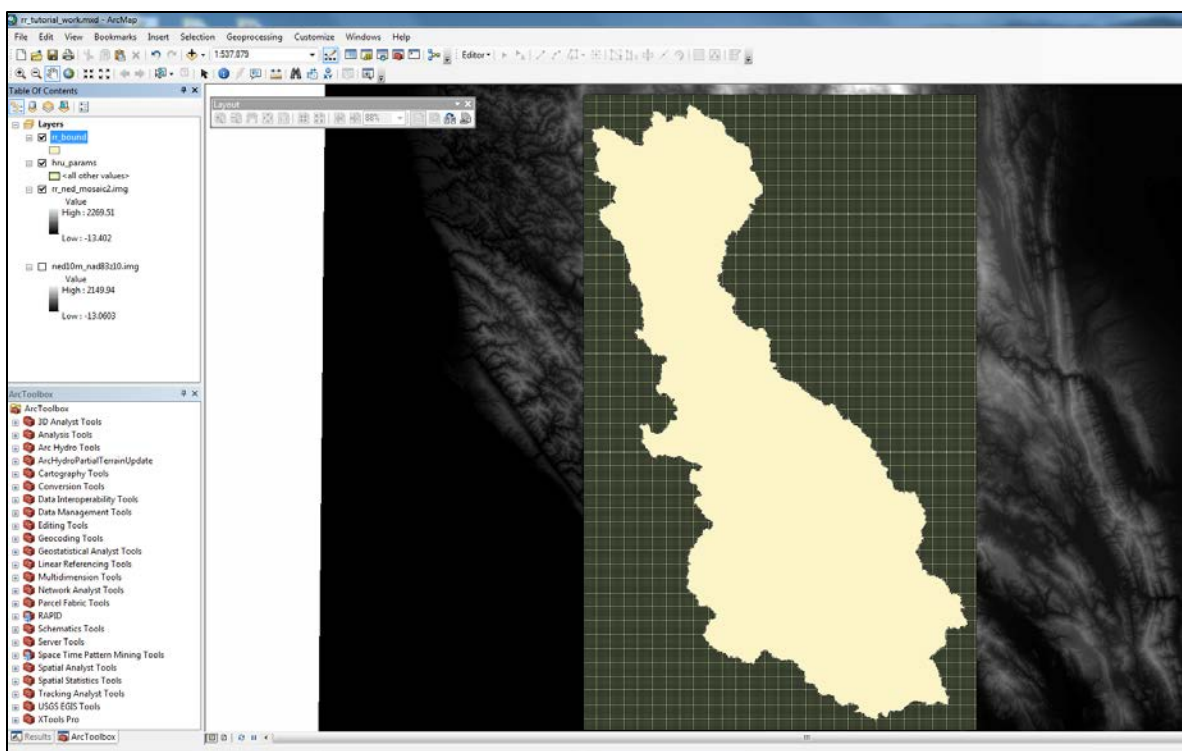 rr_tutorial_work.mxd - ArcMap
File Edit View Bookmarks Insert Selection Geoprocessing Customize Windows Help
1:537,879
Editor
Table Of Contents
Layout
88%
Layers
rr_bound
hru_params
<all other values>
rr_ned_mosaic2.img
Value
High : 2269.51
Low : -13.402
ned10m_nad83z10.img
Value
High : 2149.94
Low : -13.0603
ArcToolbox
ArcToolbox
3D Analyst Tools
Analysis Tools
Arc Hydro Tools
ArcHydroPartialTerrainUpdate
Cartography Tools
Conversion Tools
Data Interoperability Tools
Data Management Tools
Editing Tools
Geocoding Tools
Geostatistical Analyst Tools
Linear Referencing Tools
Multidimension Tools
Network Analyst Tools
Parcel Fabric Tools
RAPID
Schematics Tools
Server Tools
Space Time Pattern Mining Tools
Spatial Analyst Tools
Spatial Statistics Tools
Tracking Analyst Tools
USGS EGIS Tools
XTools Pro
Results ArcToolbox